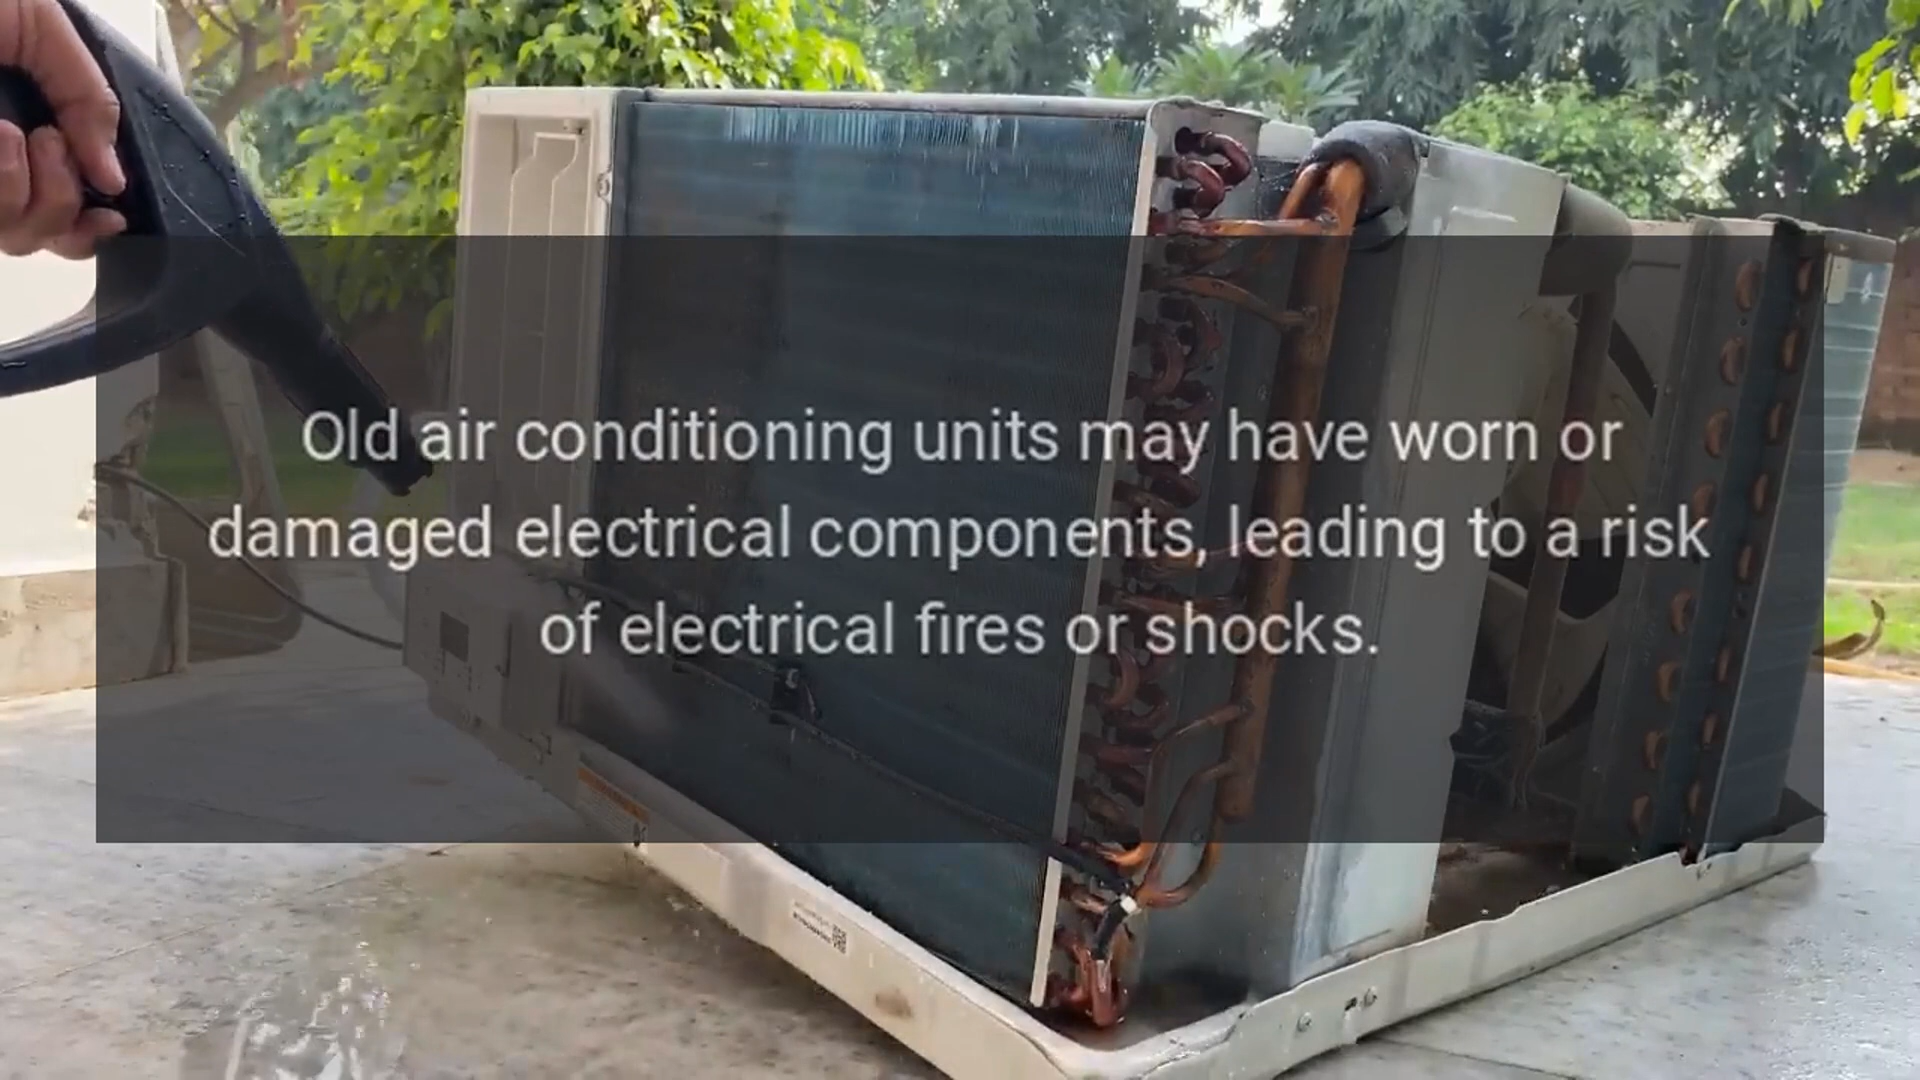 Old air conditioning units may have worn or
damaged electrical components, leading to a risk
of electrical fires or shocks.